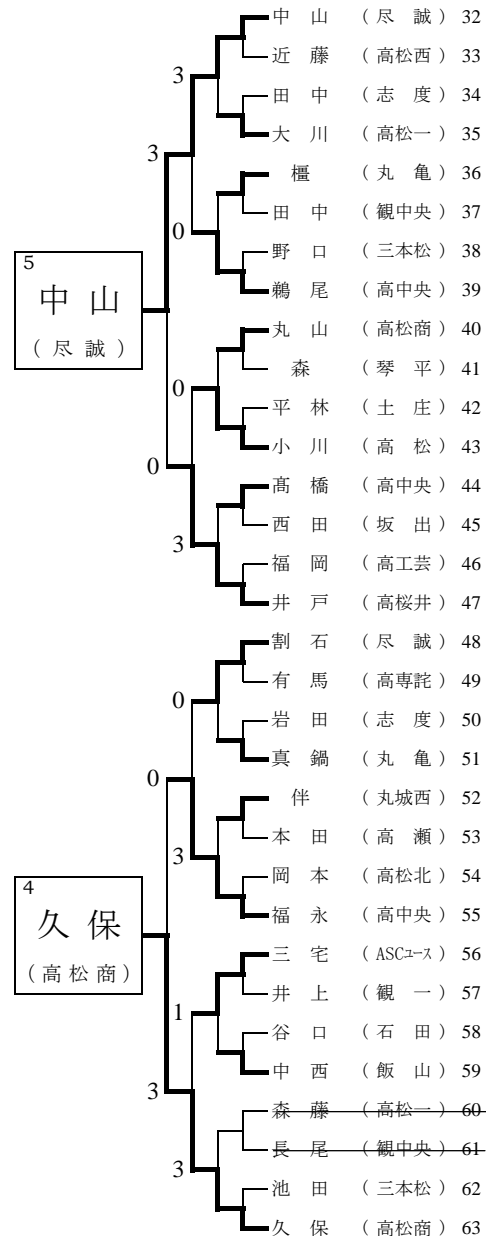 中 山 (尽 誠) 32
近 藤 (高松西) 33
3
田 中 (志 度) 34
大 川 (高松一) 35
3
橿 (丸 亀) 36
田 中 (観中央) 37
0
野 口 (三本松) 38
5
鵜 尾 (高中央) 39
中 山
(尽 誠)
丸 山 (高松商) 40
森 (琴 平) 41
0
平 林 (土 庄) 42
小 川 (高 松) 43
0
髙 橋 (高中央) 44
西 田 (坂 出) 45
3
福 岡 (高工芸) 46
井 戸 (高桜井) 47
割 石 (尽 誠) 48
有 馬 (高専詫) 49
0
岩 田 (志 度) 50
真 鍋 (丸 亀) 51
0
伴 (丸城西) 52
本 田 (高 瀬) 53
3
岡 本 (高松北) 54
4
福 永 (高中央) 55
久 保
(高 松 商)
三 宅 (ASCユース) 56
井 上 (観 一) 57
1
谷 口 (石 田) 58
中 西 (飯 山) 59
3
森 藤 (高松一) 60
長 尾 (観中央) 61
3
池 田 (三本松) 62
久 保 (高松商) 63